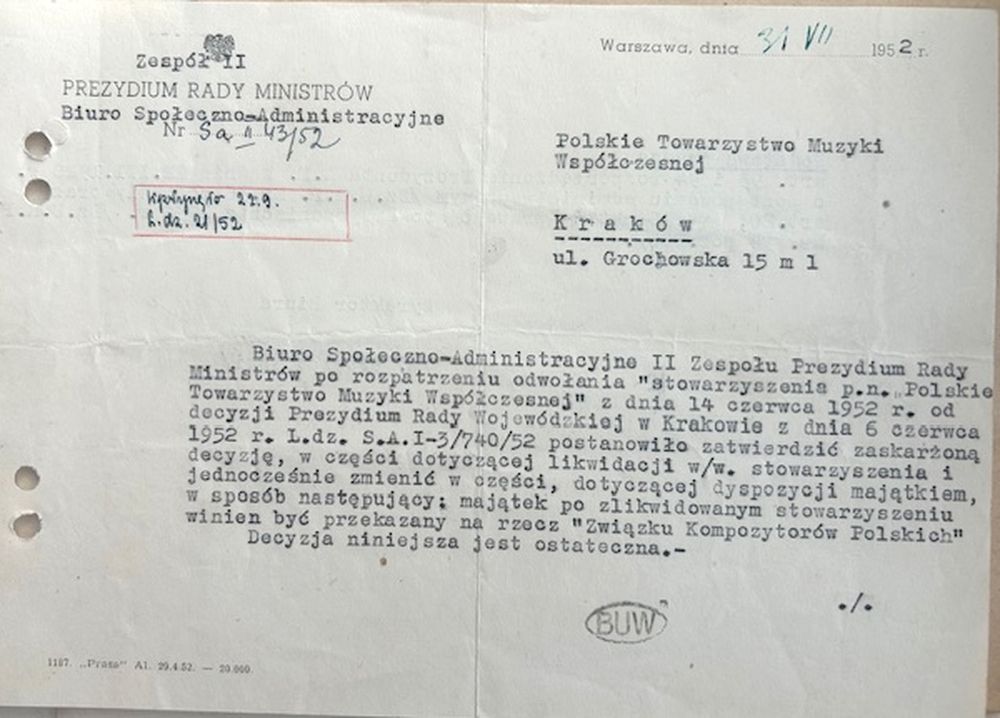 Zespół II
PREZYDIUM RADY MINISTRÓW
Biuro Społeczno-Administracyjne
Nr Sa II 43/52
Warszawa, dnia 31 VII 1952 r.
Wpłynęło 22.9.
L.dz. 21/52
Polskie Towarzystwo Muzyki
Współczesnej
Kraków
ul. Grochowska 15 m 1
Biuro Społeczno-Administracyjne II Zespołu Prezydium Rady
Ministrów po rozpatrzeniu odwołania "stowarzyszenia p.n. „Polskie
Towarzystwo Muzyki Współczesnej" z dnia 14 czerwca 1952 r. od
decyzji Prezydium Rady Wojewódzkiej w Krakowie z dnia 6 czerwca
1952 r. L.dz. S.A.I-3/740/52 postanowiło zatwierdzić zaskarżoną
decyzję, w części dotyczącej likwidacji w/w. stowarzyszenia i
jednocześnie zmienić w części, dotyczącej dyspozycji majątkiem,
w sposób następujący: majątek po zlikwidowanym stowarzyszeniu
winien być przekazany na rzecz "Związku Kompozytorów Polskich"
Decyzja niniejsza jest ostateczna.-
./.
BUW
1187. „Prasa" Al. 29.4.52. — 20.000.